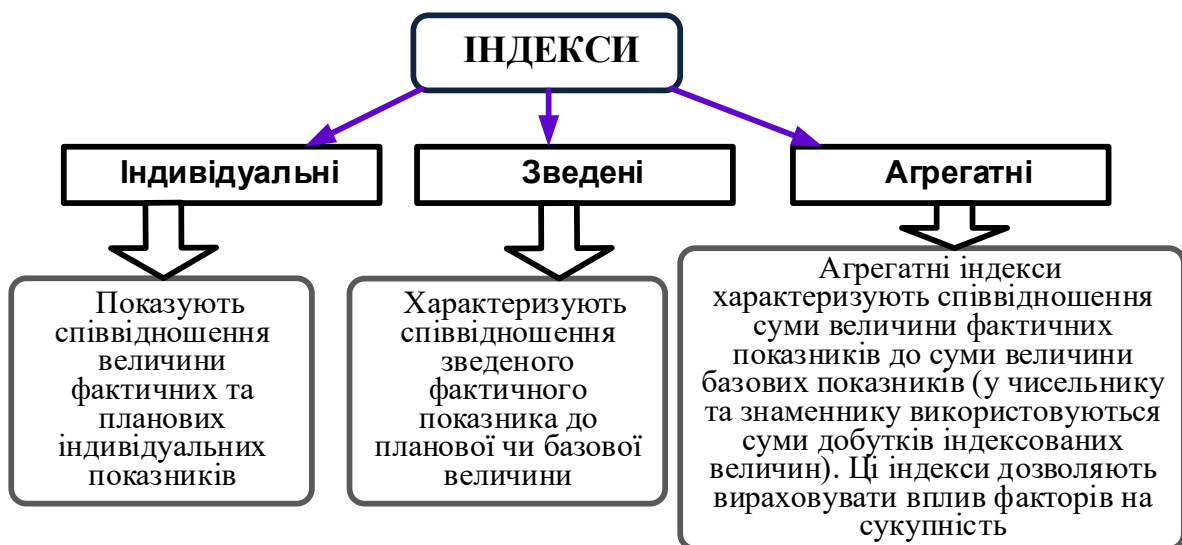 ІНДЕКСИ
Індивідуальні
Зведені
Агрегатні
Показують
співвідношення
величини
фактичних та
планових
індивідуальних
показників
Характеризують
співвідношення
зведеного
фактичного
показника до
планової чи базової
величини
Агрегатні індекси
характеризують співвідношення
суми величини фактичних
показників до суми величини
базових показників (у чисельнику
та знаменнику використовуються
суми добутків індексованих
величин). Ці індекси дозволяють
вираховувати вплив факторів на
сукупність